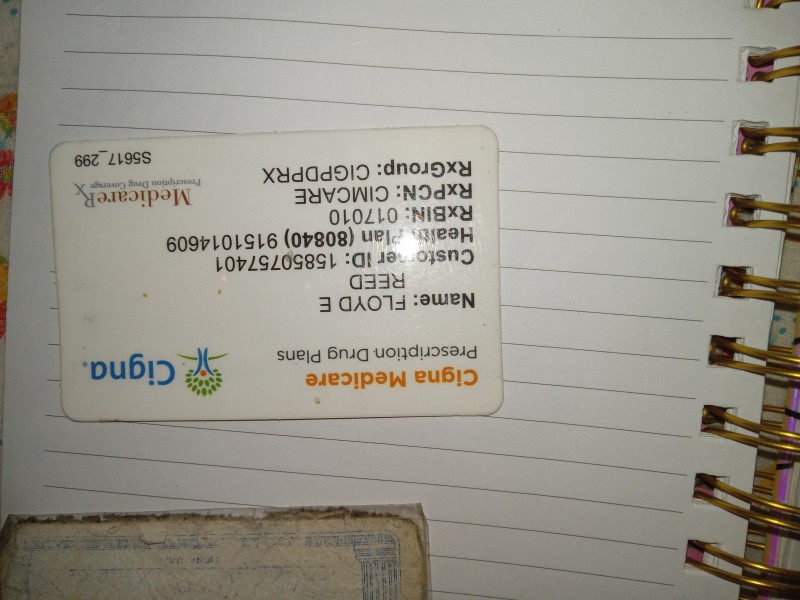 Cigna Medicare
Prescription Drug Plans
Cigna.
Name: FLOYD E
REED
Customer ID: 15850757401
Health Plan (80840) 9151014609
RxBIN: 017010
RxPCN: CIMCARE
RxGroup: CIGPDPRX
MedicareRx
Prescription Drug Coverage
S5617_299